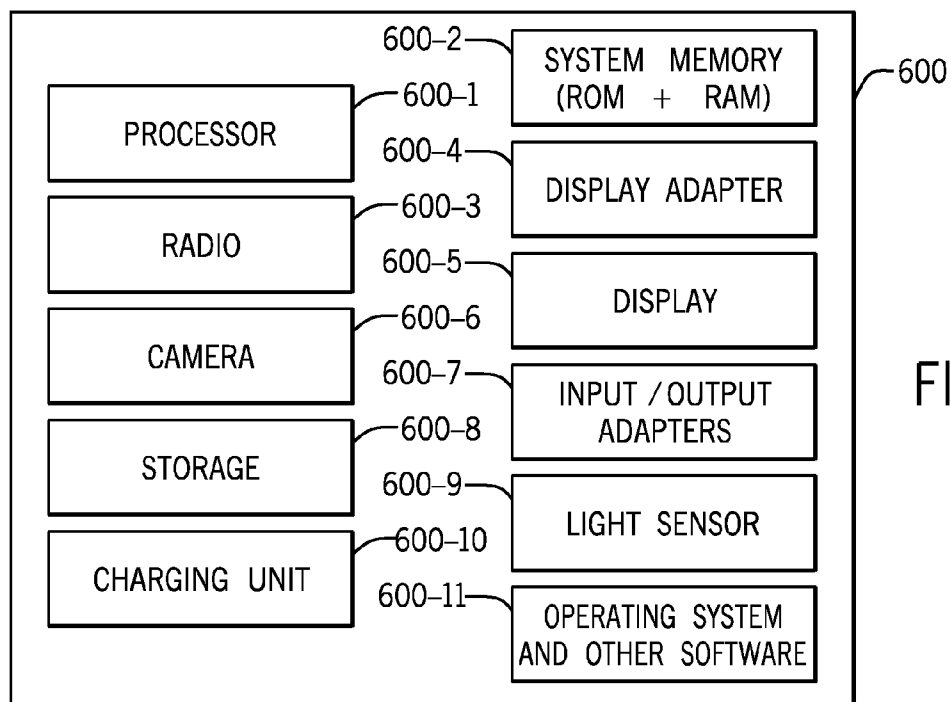 600-2
SYSTEM MEMORY
(ROM + RAM)
600
600-1
PROCESSOR
600-4
DISPLAY ADAPTER
600-3
RADIO
600-5
DISPLAY
600-6
CAMERA
600-7
INPUT / OUTPUT
ADAPTERS
FI
600-8
STORAGE
600-9
LIGHT SENSOR
600-10
CHARGING UNIT
600-11
OPERATING SYSTEM
AND OTHER SOFTWARE